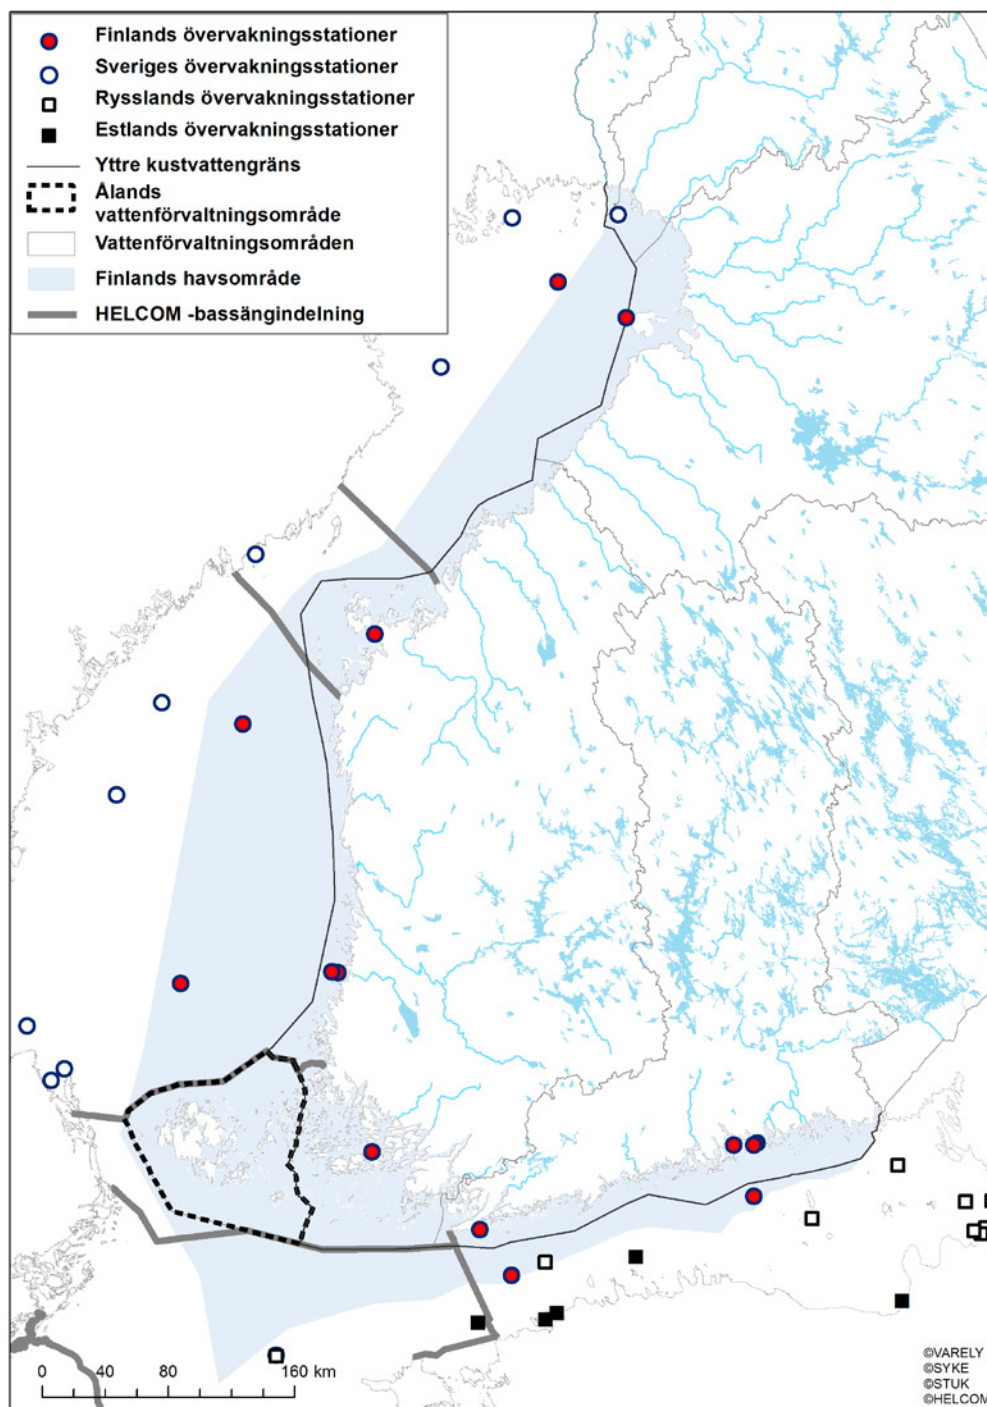 Finlands övervakningsstationer
Sveriges övervakningsstationer
Rysslands övervakningsstationer
Estlands övervakningsstationer
Yttre kustvattengräns
Ålands
vattenförvaltningsområde
Vattenförvaltningsområden
Finlands havsområde
HELCOM -bassängindelning
0 40 80 160 km
©VARELY
©SYKE
©STUK
©HELCOM